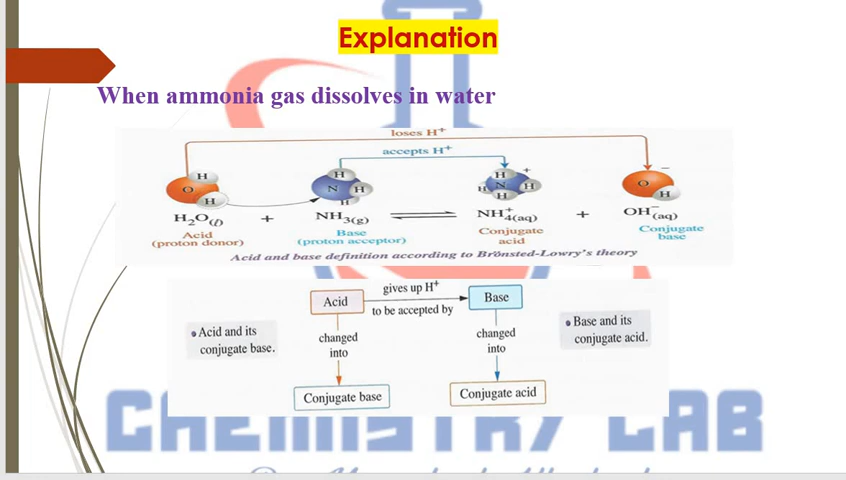 Explanation
When ammonia gas dissolves in water
loses H⁺
accepts H⁺
H
O
H
H
N
H
H
H +
N
H
H
H
O −
H
H₂O(ℓ) + NH₃(g) ⇌ NH₄⁺(aq) + OH⁻(aq)
Acid
(proton donor)
Base
(proton acceptor)
Conjugate
acid
Conjugate
base
Acid and base definition according to Brönsted-Lowry's theory
Acid
gives up H⁺
to be accepted by
Base
• Acid and its
conjugate base.
changed
into
changed
into
• Base and its
conjugate acid.
Conjugate base
Conjugate acid
CHEMISTRY LAB